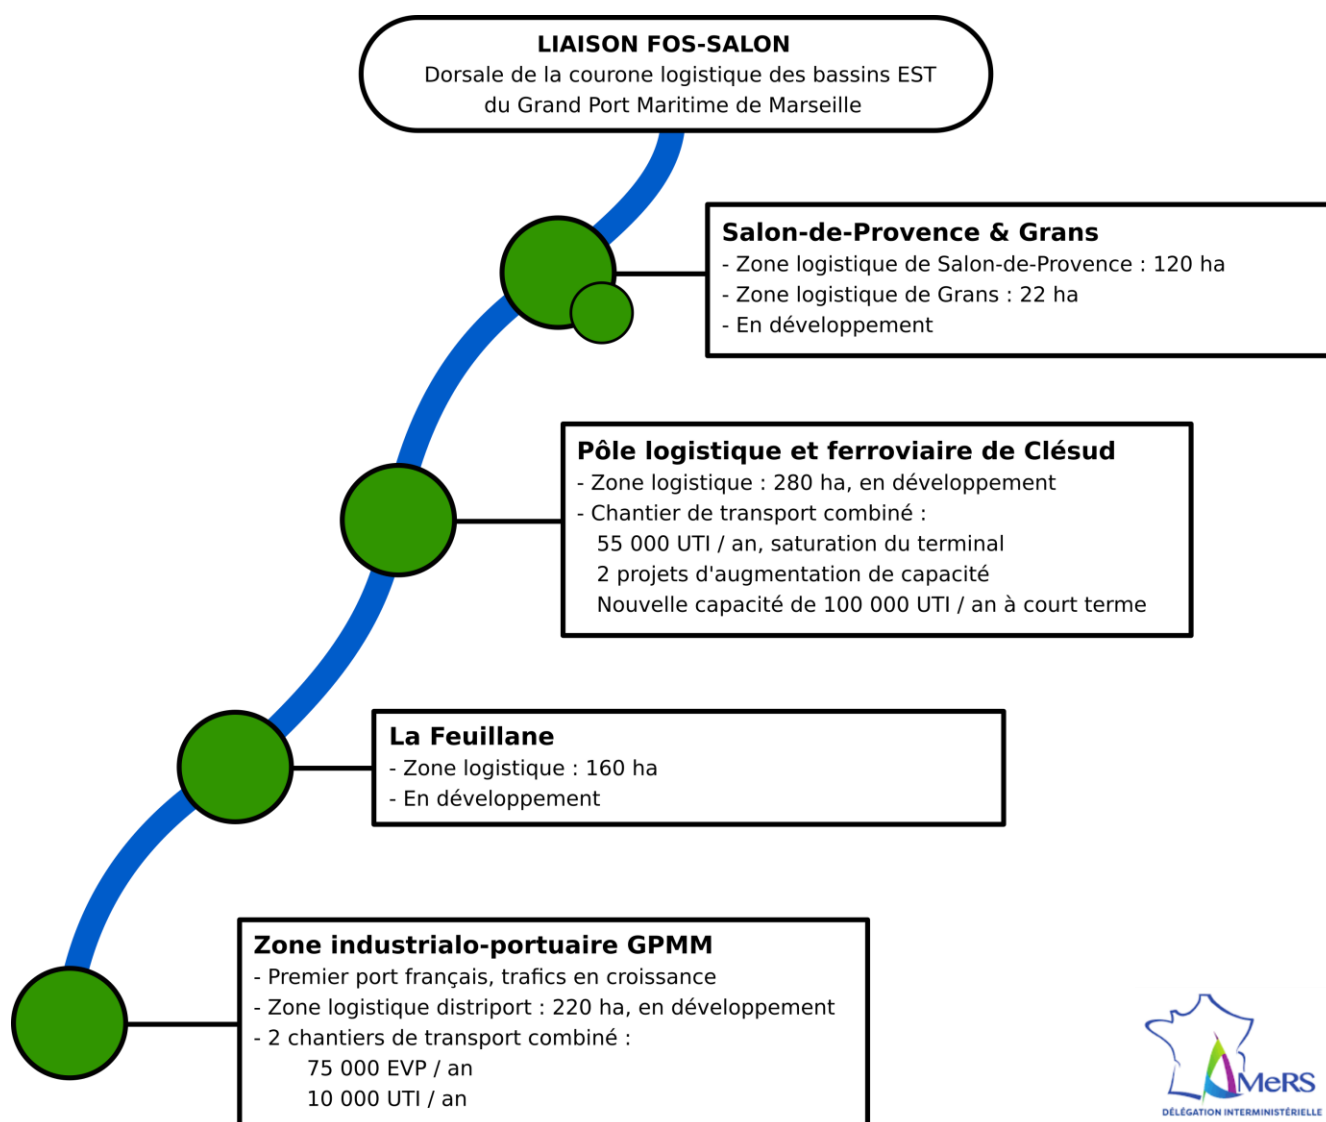 LIAISON FOS-SALON
Dorsale de la courone logistique des bassins EST
du Grand Port Maritime de Marseille
Salon-de-Provence & Grans
- Zone logistique de Salon-de-Provence : 120 ha
- Zone logistique de Grans : 22 ha
- En développement
Pôle logistique et ferroviaire de Clésud
- Zone logistique : 280 ha, en développement
- Chantier de transport combiné :
55 000 UTI / an, saturation du terminal
2 projets d'augmentation de capacité
Nouvelle capacité de 100 000 UTI / an à court terme
La Feuillane
- Zone logistique : 160 ha
- En développement
Zone industrialo-portuaire GPMM
- Premier port français, trafics en croissance
- Zone logistique distriport : 220 ha, en développement
- 2 chantiers de transport combiné :
75 000 EVP / an
10 000 UTI / an
AMeRS
DÉLÉGATION INTERMINISTÉRIELLE